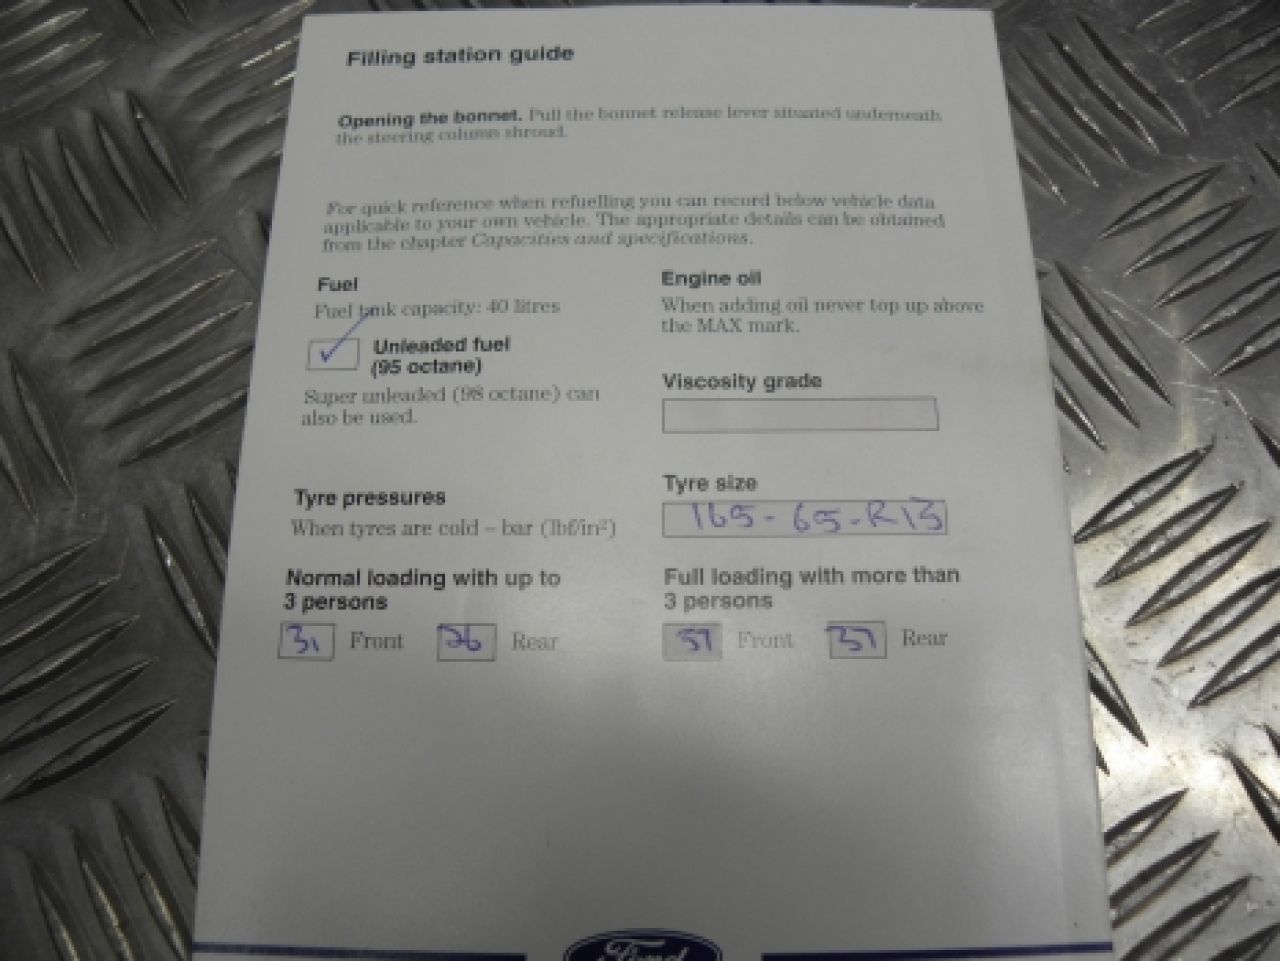 Filling station guide
Opening the bonnet. Pull the bonnet release lever situated underneath
the steering column shroud.
For quick reference when refuelling you can record below vehicle data
applicable to your own vehicle. The appropriate details can be obtained
from the chapter Capacities and specifications.
Fuel
Fuel tank capacity: 40 litres
Unleaded fuel
(95 octane)
Super unleaded (98 octane) can
also be used.
Engine oil
When adding oil never top up above
the MAX mark.
Viscosity grade
Tyre pressures
When tyres are cold – bar (lbf/in²)
Tyre size
165-65-R13
Normal loading with up to
3 persons
31 Front 26 Rear
Full loading with more than
3 persons
Front Rear
Ford